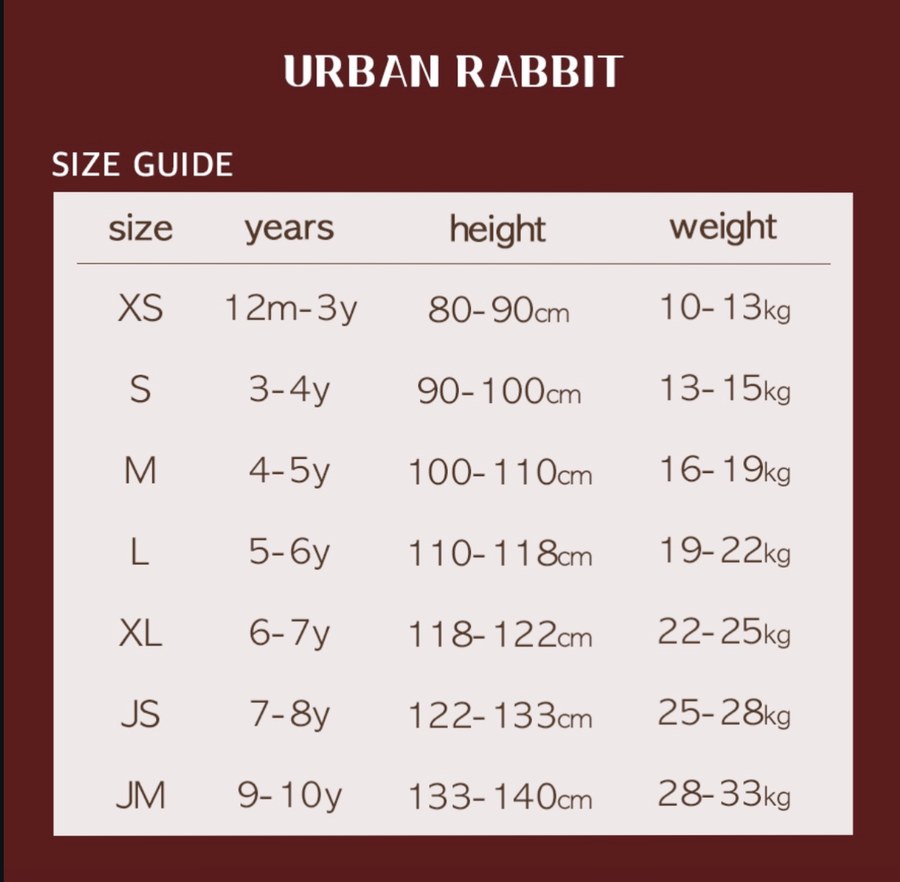 URBAN RABBIT
SIZE GUIDE
size years height weight
XS 12m-3y 80-90cm 10-13kg
S 3-4y 90-100cm 13-15kg
M 4-5y 100-110cm 16-19kg
L 5-6y 110-118cm 19-22kg
XL 6-7y 118-122cm 22-25kg
JS 7-8y 122-133cm 25-28kg
JM 9-10y 133-140cm 28-33kg